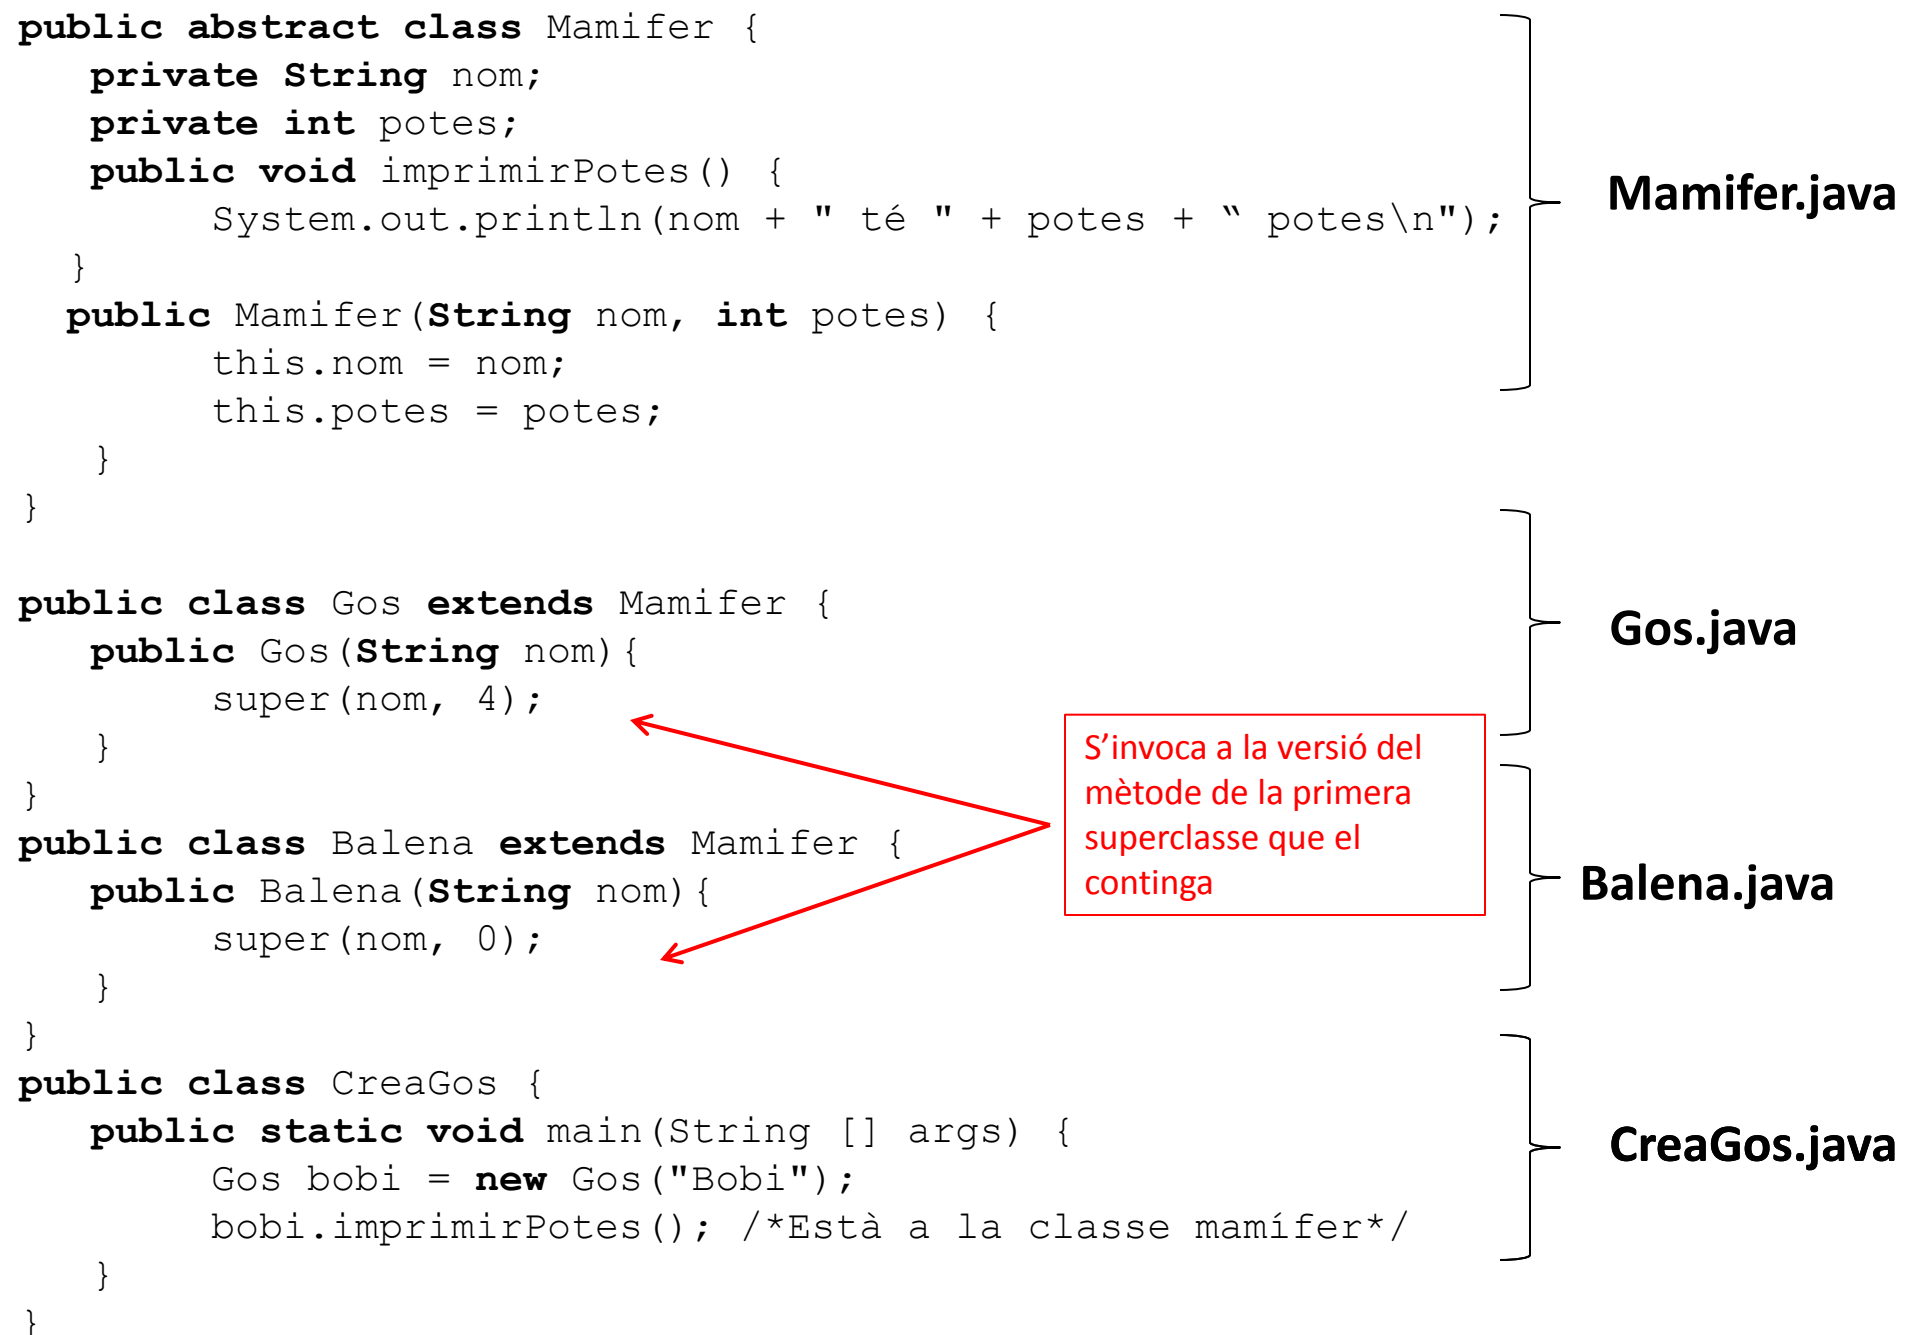 public abstract class Mamifer {
private String nom;
private int potes;
public void imprimirPotes() {
System.out.println(nom + " té " + potes + “ potes\n");
}
public Mamifer(String nom, int potes) {
this.nom = nom;
this.potes = potes;
}
}
Mamifer.java
public class Gos extends Mamifer {
public Gos(String nom){
super(nom, 4);
}
}
Gos.java
public class Balena extends Mamifer {
public Balena(String nom){
super(nom, 0);
}
}
S’invoca a la versió del
mètode de la primera
superclasse que el
continga
Balena.java
public class CreaGos {
public static void main(String [] args) {
Gos bobi = new Gos("Bobi");
bobi.imprimirPotes(); /*Està a la classe mamífer*/
}
}
CreaGos.java